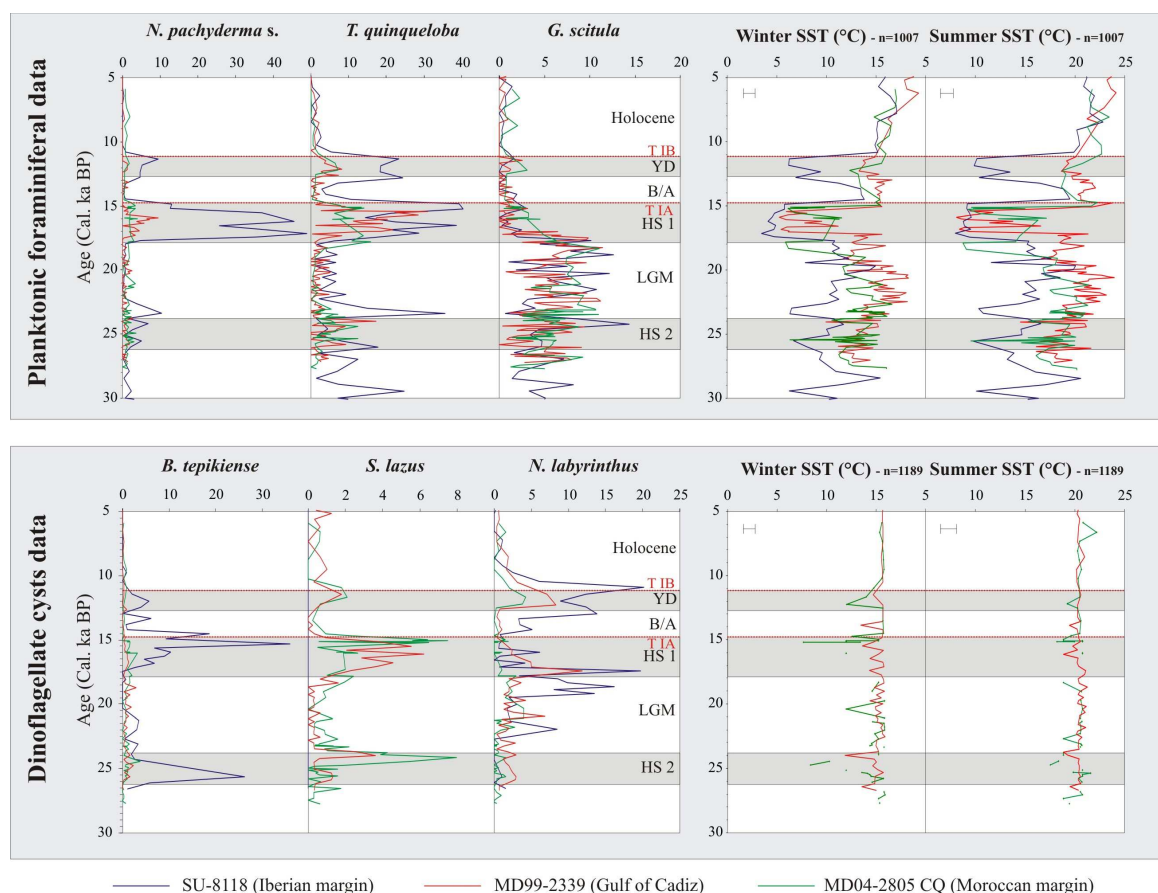 N. pachyderma s. T. quinqueloba G. scitula Winter SST (°C) - n=1007 Summer SST (°C) - n=1007
0 10 20 30 40 0 10 20 30 40 0 5 10 15 20 0 5 10 15 5 10 15 20 25
Planktonic foraminiferal data
Age (Cal. ka BP)
5
Holocene
10
T IB
YD
B/A
15
T IA
HS 1
20
LGM
25
HS 2
30
B. tepikiense S. lazus N. labyrinthus Winter SST (°C) - n=1189 Summer SST (°C) - n=1189
0 10 20 30 0 2 4 6 8 0 5 10 15 20 25 0 5 10 15 5 10 15 20 25
Dinoflagellate cysts data
Age (Cal. ka BP)
5
Holocene
10
T IB
YD
B/A
15
T IA
HS 1
20
LGM
25
HS 2
30
SU-8118 (Iberian margin) MD99-2339 (Gulf of Cadiz) MD04-2805 CQ (Moroccan margin)